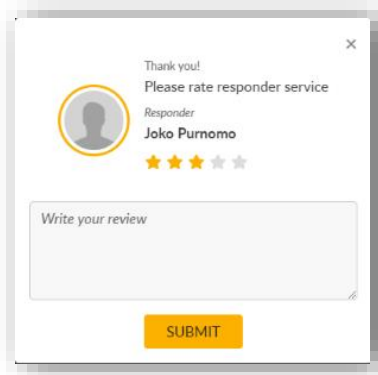 ×
Thank you!
Please rate responder service
Responder
Joko Purnomo
Write your review
SUBMIT